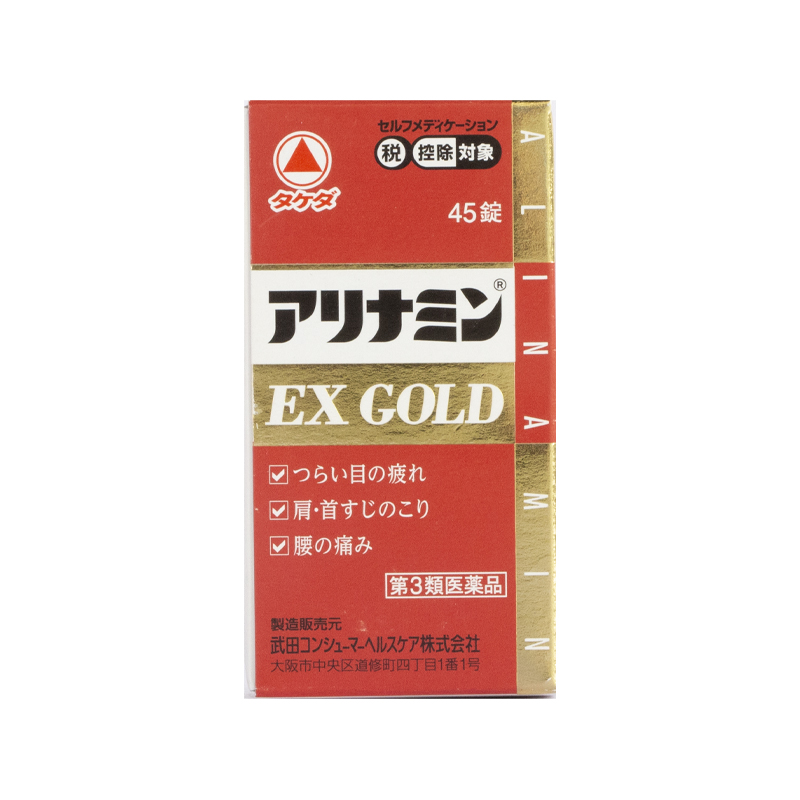 セルフメディケーション
税 控除 対象
タケダ
45錠
アリナミン®
EX GOLD
つらい目の疲れ
肩・首すじのこり
腰の痛み
第3類医薬品
製造販売元
武田コンシューマーヘルスケア株式会社
大阪市中央区道修町四丁目1番1号
ALINAMIN